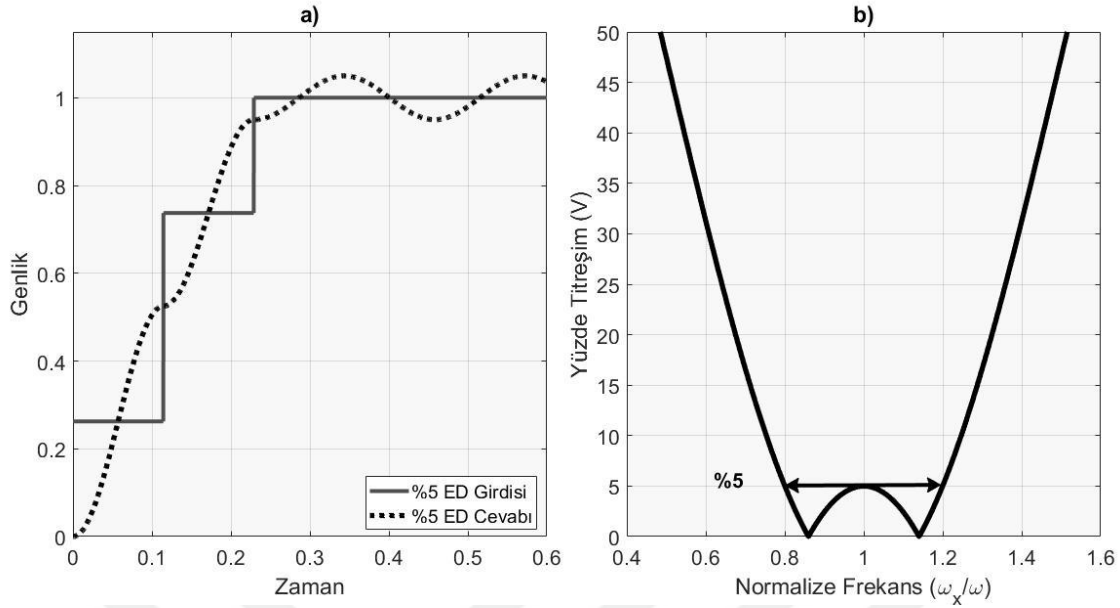 a)
1
0.8
0.6
0.4
0.2
0
Genlik
0 0.1 0.2 0.3 0.4 0.5 0.6
Zaman
%5 ED Girdisi
%5 ED Cevabı
b)
50
45
40
35
30
25
20
15
10
5
0
Yüzde Titreşim (V)
%5
0.4 0.6 0.8 1 1.2 1.4 1.6
Normalize Frekans (ωx/ω)